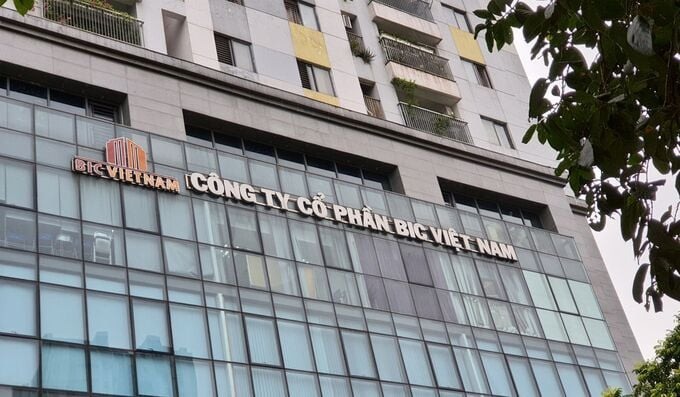 BIC VIETNAM
CÔNG TY CỔ PHẦN BIC VIỆT NAM